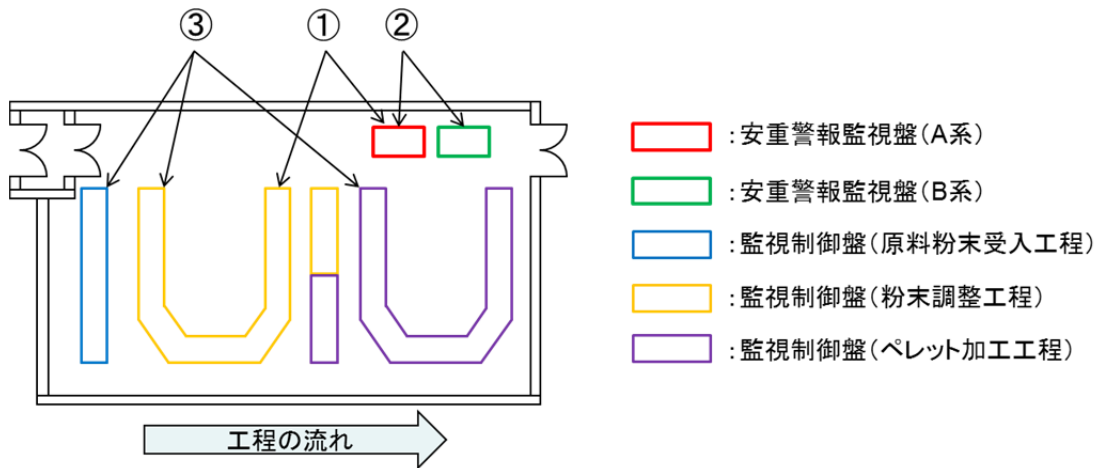 ③ ① ②
:安重警報監視盤(A系)
:安重警報監視盤(B系)
:監視制御盤(原料粉末受入工程)
:監視制御盤(粉末調整工程)
:監視制御盤(ペレット加工工程)
工程の流れ